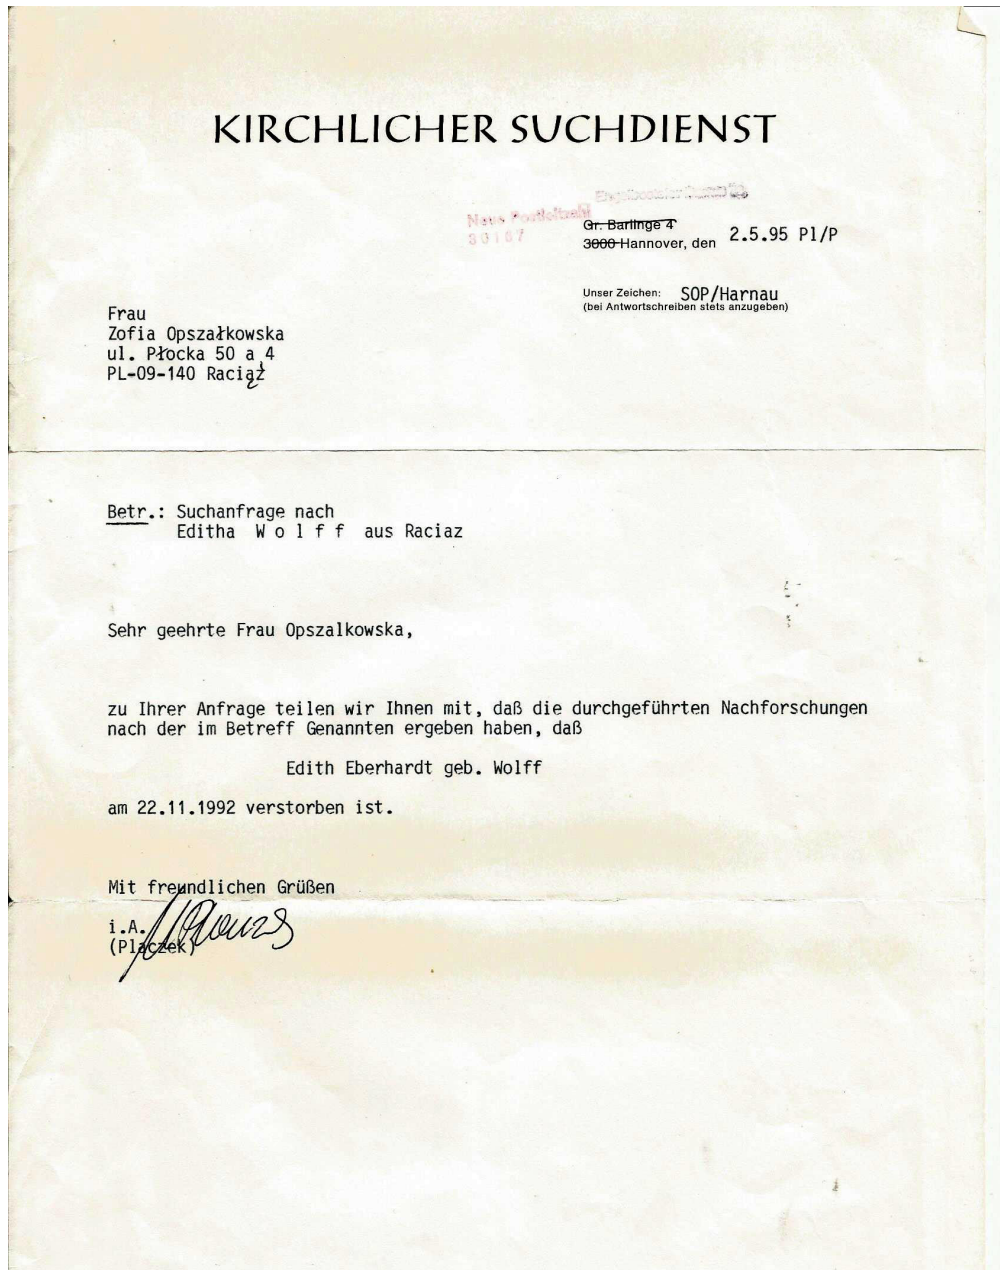 KIRCHLICHER SUCHDIENST
Neue Postleitzahl
30167
Gr. Barlinge 4
3000 Hannover, den 2.5.95 Pl/P
Unser Zeichen: SOP/Harnau
(bei Antwortschreiben stets anzugeben)
Frau
Zofia Opszałkowska
ul. Płocka 50 a 4
PL-09-140 Raciąż
Betr.: Suchanfrage nach
Editha W o l f f aus Raciaz
Sehr geehrte Frau Opszalkowska,
zu Ihrer Anfrage teilen wir Ihnen mit, daß die durchgeführten Nachforschungen
nach der im Betreff Genannten ergeben haben, daß
Edith Eberhardt geb. Wolff
am 22.11.1992 verstorben ist.
Mit freundlichen Grüßen
i.A.
(Placzek)